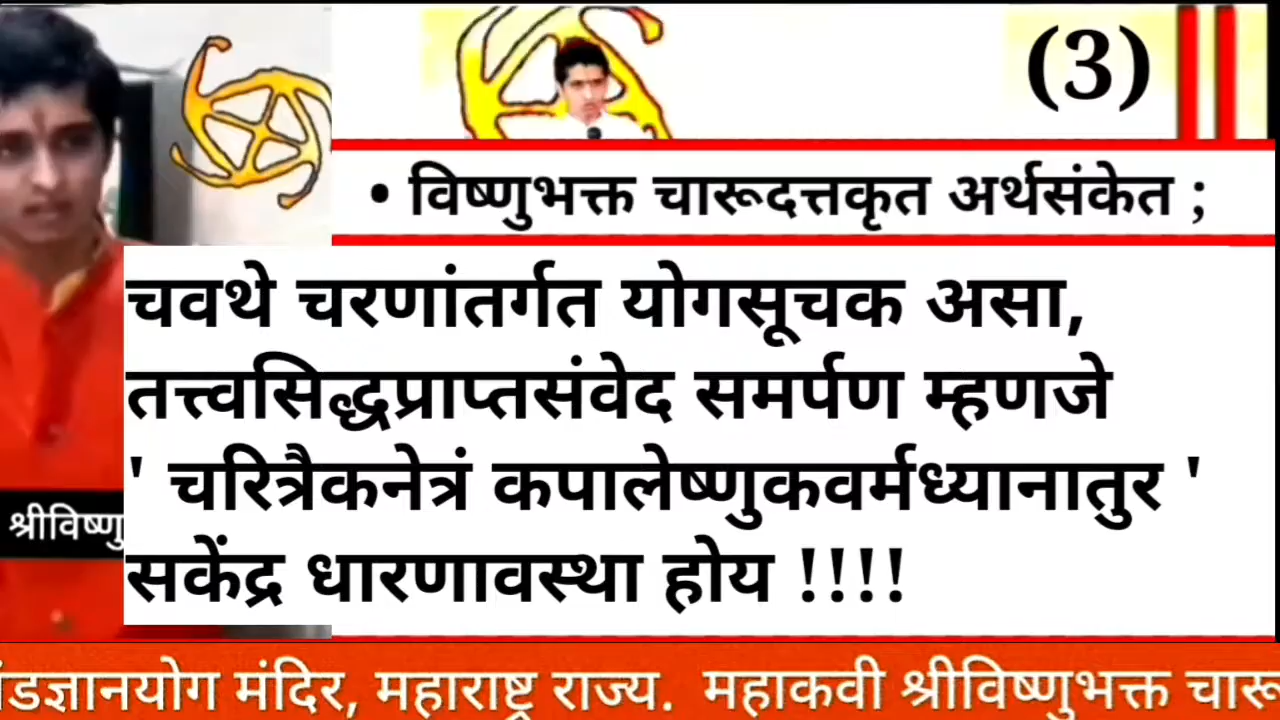 (3)
• विष्णुभक्त चारूदत्तकृत अर्थसंकेत ;
चवथे चरणांतर्गत योगसूचक असा,
तत्त्वसिद्धप्राप्तसंवेद समर्पण म्हणजे
' चरित्रैकनेत्रं कपालेष्णुकवर्मध्यानातुर '
सकेंद्र धारणावस्था होय !!!!
श्रीविष्णु
ंडज्ञानयोग मंदिर, महाराष्ट्र राज्य. महाकवी श्रीविष्णुभक्त चारू